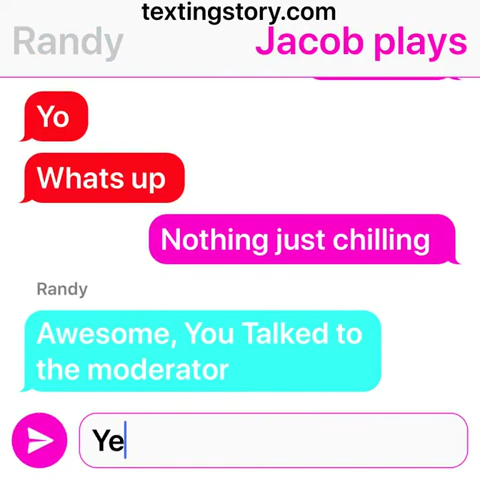 textingstory.com
Randy
Jacob plays
Yo
Whats up
Nothing just chilling
Randy
Awesome, You Talked to
the moderator
Ye